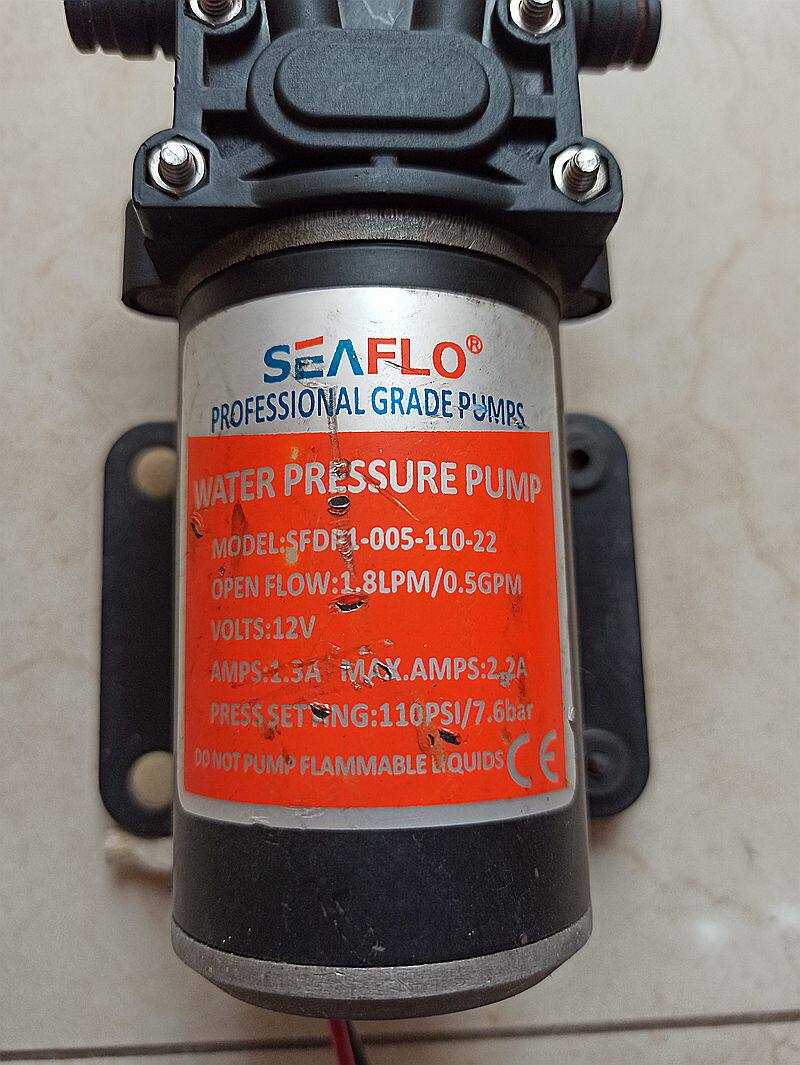 SEAFLO®
PROFESSIONAL GRADE PUMPS
WATER PRESSURE PUMP
MODEL:SFDP1-005-110-22
OPEN FLOW:1.8LPM/0.5GPM
VOLTS:12V
AMPS:1.3A MAX.AMPS:2.2A
PRESS SETTING:110PSI/7.6bar
DO NOT PUMP FLAMMABLE LIQUIDS CE